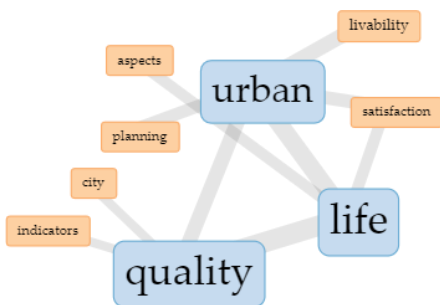 livability
aspects
urban
satisfaction
planning
city
life
indicators
quality